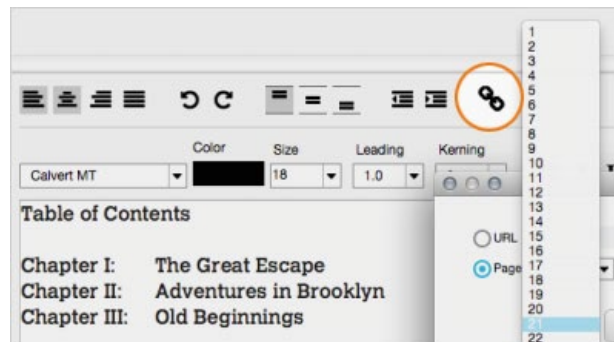 Color Size Leading Kerning
Calvert MT 18 1.0
Table of Contents
Chapter I: The Great Escape
Chapter II: Adventures in Brooklyn
Chapter III: Old Beginnings
URL
Page
1
2
3
4
5
6
7
8
9
10
11
12
13
14
15
16
17
18
19
20
21
22